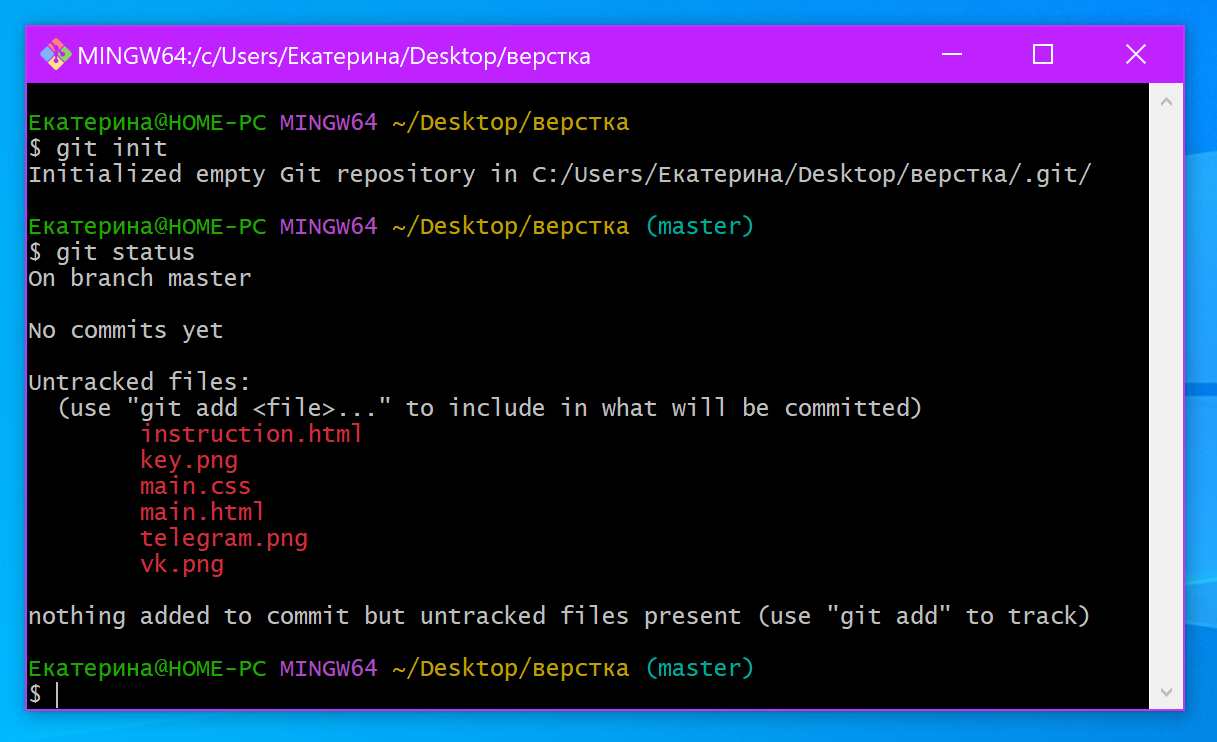 MINGW64:/c/Users/Екатерина/Desktop/верстка
Екатерина@HOME-PC MINGW64 ~/Desktop/верстка
$ git init
Initialized empty Git repository in C:/Users/Екатерина/Desktop/верстка/.git/
Екатерина@HOME-PC MINGW64 ~/Desktop/верстка (master)
$ git status
On branch master
No commits yet
Untracked files:
(use "git add <file>..." to include in what will be committed)
instruction.html
key.png
main.css
main.html
telegram.png
vk.png
nothing added to commit but untracked files present (use "git add" to track)
Екатерина@HOME-PC MINGW64 ~/Desktop/верстка (master)
$